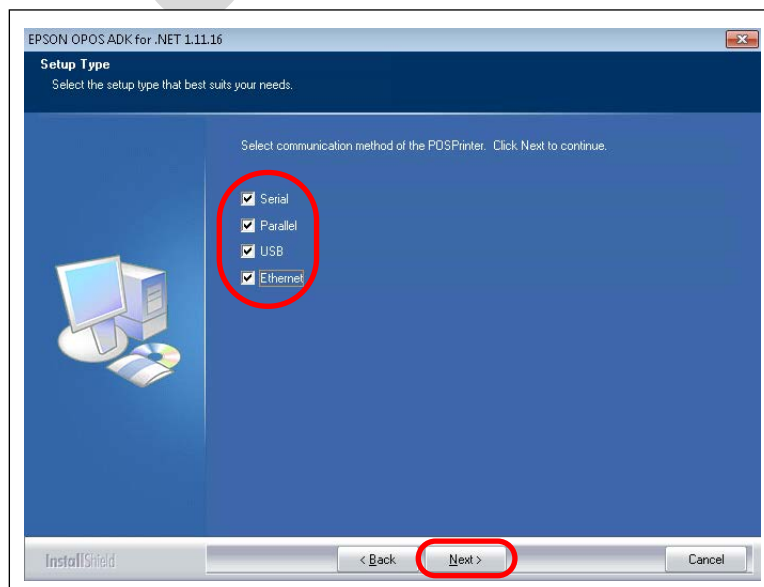 EPSON OPOS ADK for .NET 1.11.16
Setup Type
Select the setup type that best suits your needs.
Select communication method of the POSPrinter. Click Next to continue.
Serial
Parallel
USB
Ethernet
InstallShield
< Back
Next >
Cancel